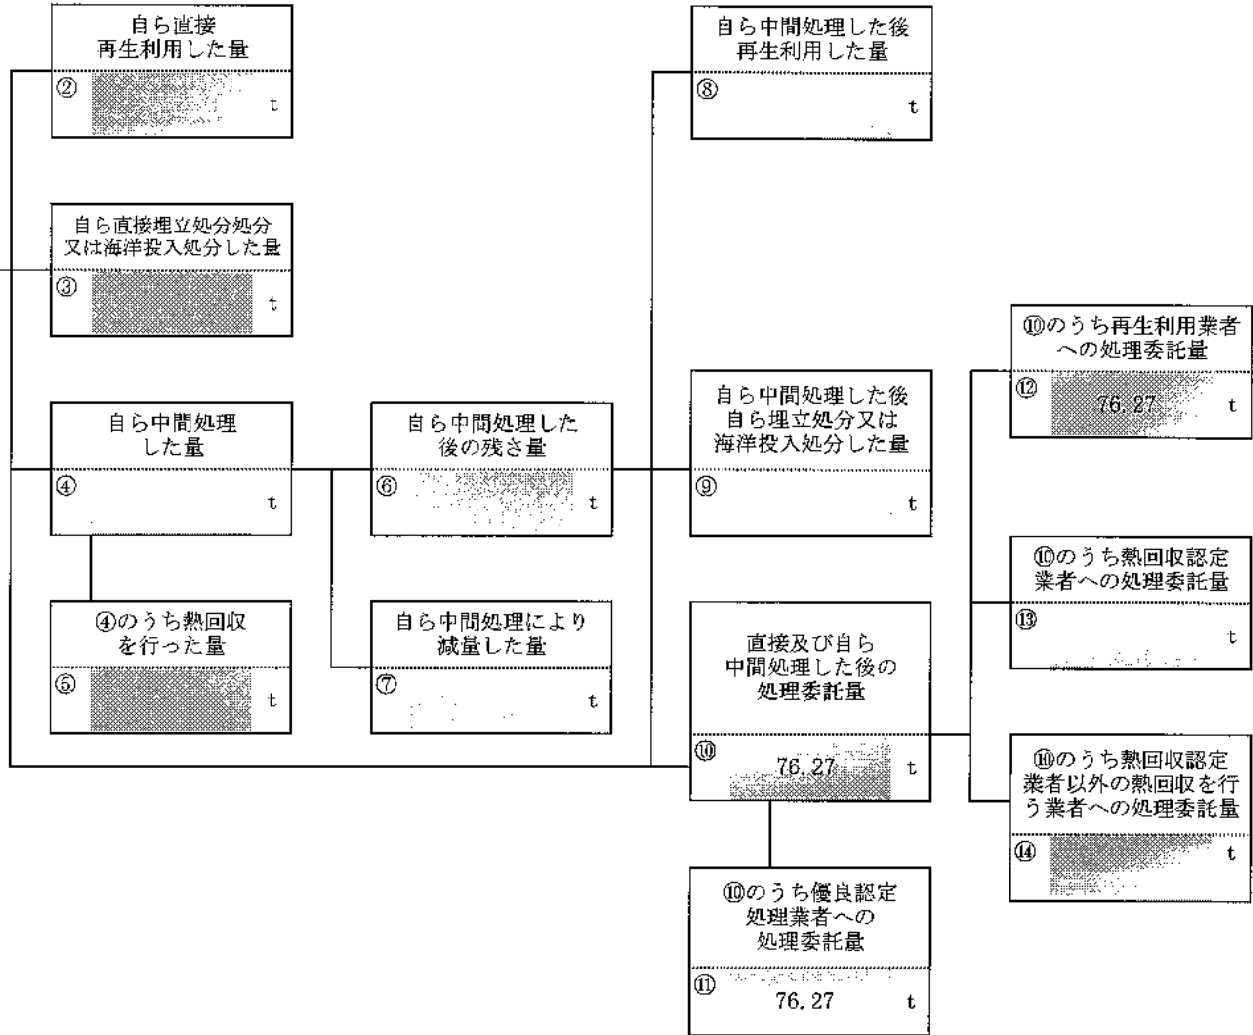 自ら直接
再生利用した量
② t
自ら直接埋立処分処分
又は海洋投入処分した量
③ t
自ら中間処理
した量
④ t
④のうち熱回収
を行った量
⑤ t
自ら中間処理した
後の残さ量
⑥ t
自ら中間処理により
減量した量
⑦ t
自ら中間処理した後
再生利用した量
⑧ t
自ら中間処理した後
自ら埋立処分又は
海洋投入処分した量
⑨ t
直接及び自ら
中間処理した後の
処理委託量
⑩ 76.27 t
⑩のうち優良認定
処理業者への
処理委託量
⑪ 76.27 t
⑩のうち再生利用業者
への処理委託量
⑫ 76.27 t
⑩のうち熱回収認定
業者への処理委託量
⑬ t
⑩のうち熱回収認定
業者以外の熱回収を行
う業者への処理委託量
⑭ t